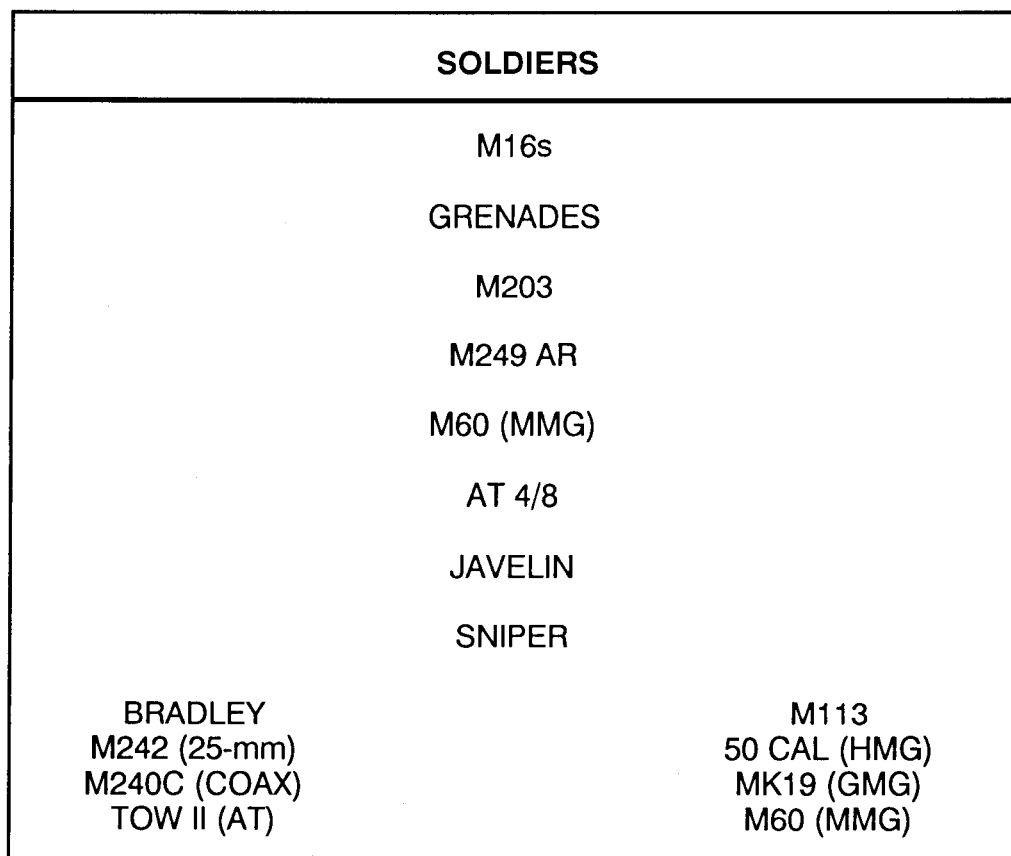 SOLDIERS
M16s
GRENADES
M203
M249 AR
M60 (MMG)
AT 4/8
JAVELIN
SNIPER
BRADLEY
M242 (25-mm)
M240C (COAX)
TOW II (AT)
M113
50 CAL (HMG)
MK19 (GMG)
M60 (MMG)